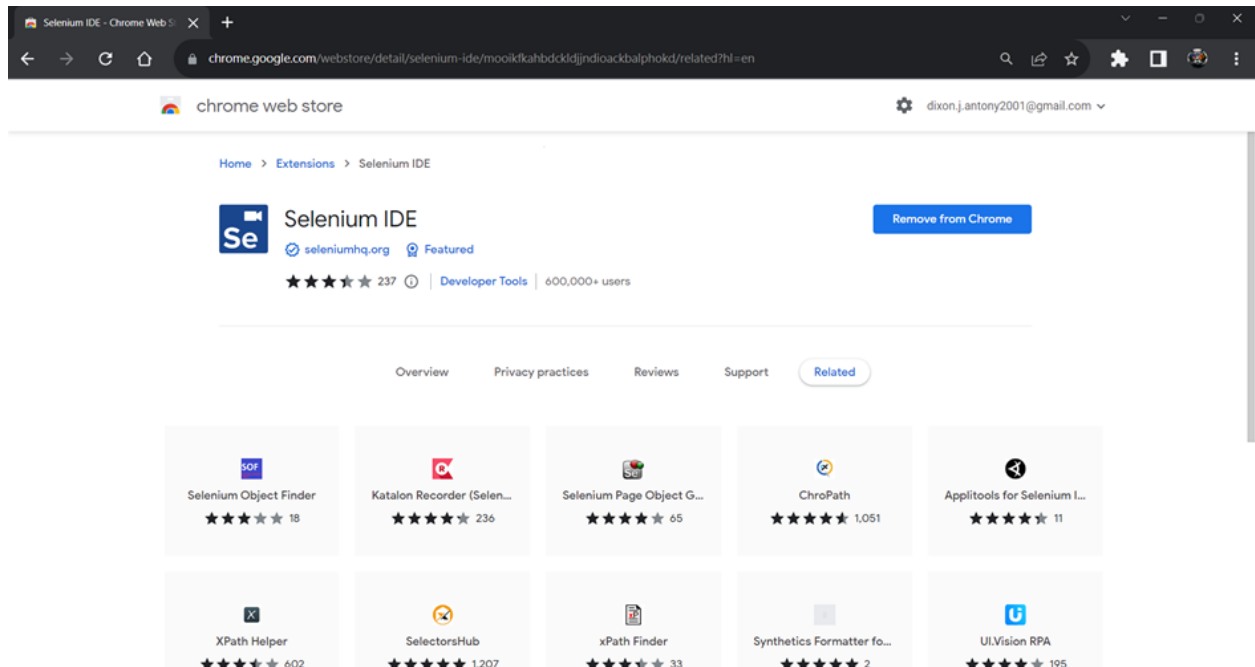 Selenium IDE - Chrome Web S
chrome.google.com/webstore/detail/selenium-ide/mooikfkahbdckldjjndioackbalphokd/related?hl=en
chrome web store
dixon.j.antony2001@gmail.com
Home > Extensions > Selenium IDE
Se
Selenium IDE
Remove from Chrome
seleniumhq.org Featured
237 Developer Tools 600,000+ users
Overview Privacy practices Reviews Support Related
SOF
Selenium Object Finder Katalon Recorder (Selen... Selenium Page Object G... ChroPath Applitools for Selenium I...
18 236 65 1,051 11
XPath Helper SelectorsHub xPath Finder Synthetics Formatter fo... UI.Vision RPA
602 1,207 33 2 195